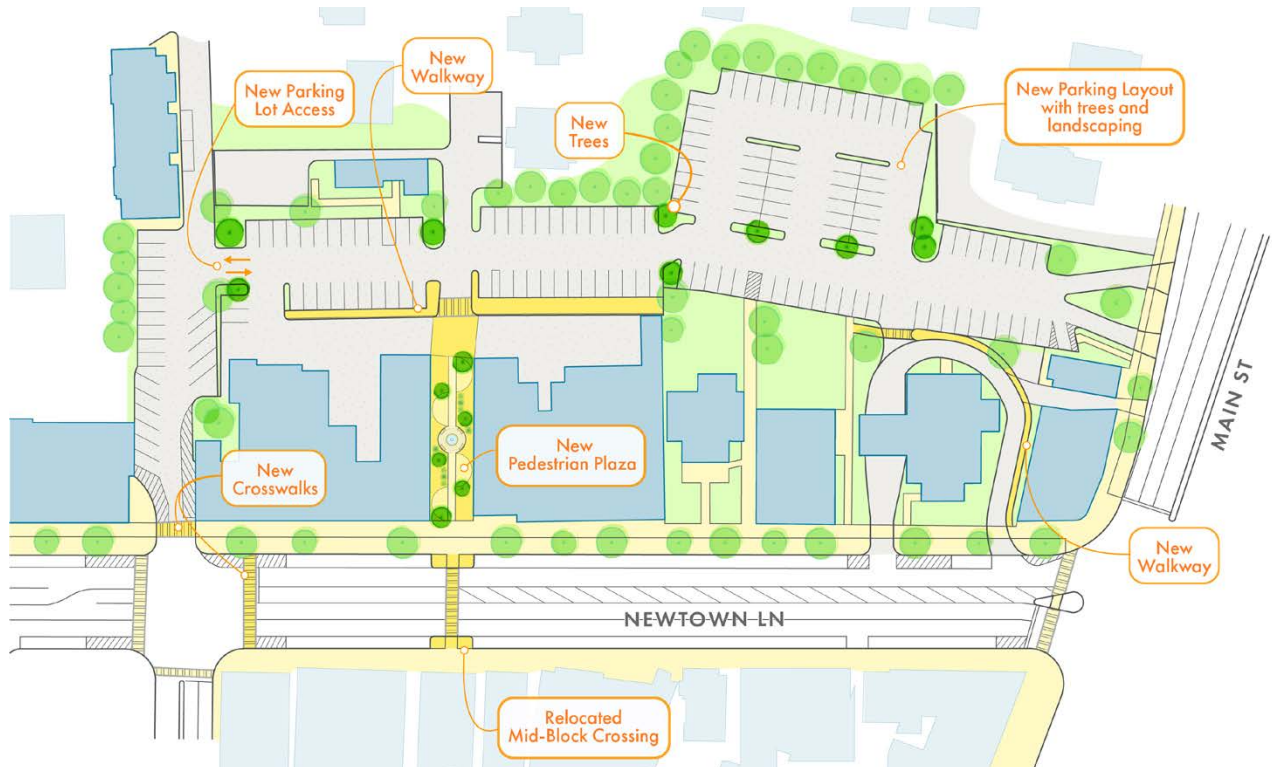 New
Walkway
New Parking
Lot Access
New
Trees
New Parking Layout
with trees and
landscaping
MAIN ST
New
Pedestrian Plaza
New
Crosswalks
New
Walkway
NEWTOWN LN
Relocated
Mid-Block Crossing